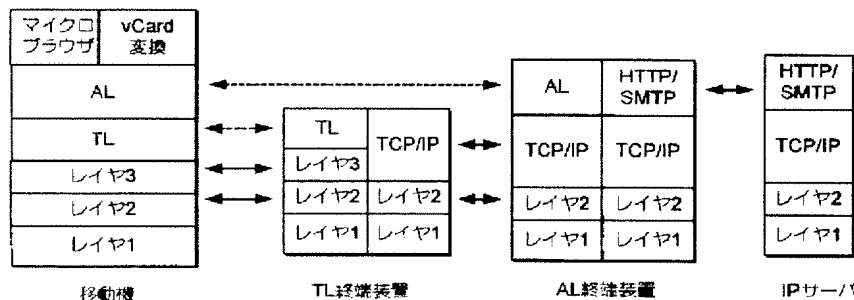 マイクロ
ブラウザ
vCard
変換
AL
TL
レイヤ3
レイヤ2
レイヤ1
移動機
TL
TCP/IP
レイヤ3
レイヤ2
レイヤ2
レイヤ1
レイヤ1
TL終端装置
AL
HTTP/
SMTP
TCP/IP
TCP/IP
レイヤ2
レイヤ2
レイヤ1
レイヤ1
AL終端装置
HTTP/
SMTP
TCP/IP
レイヤ2
レイヤ1
IPサーバ